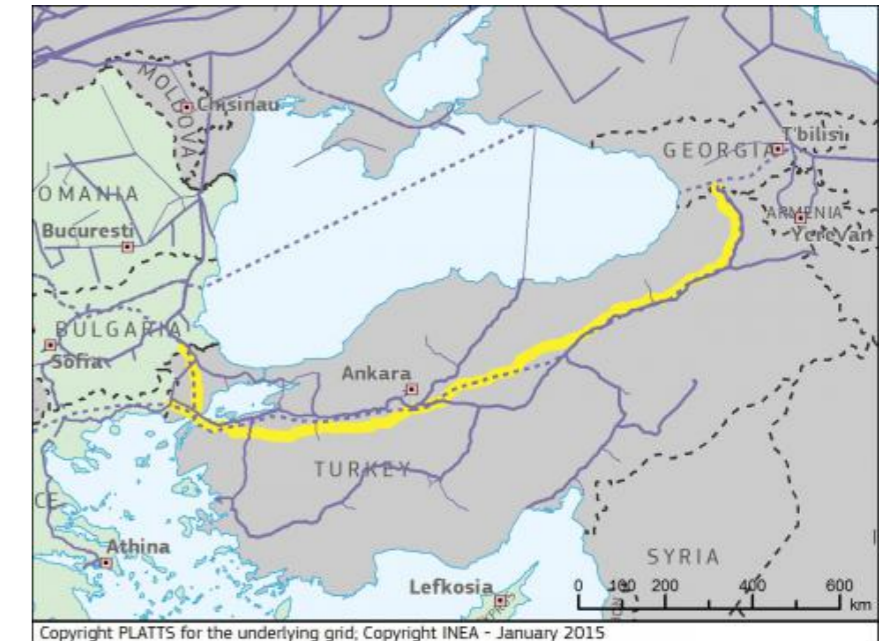 MOLDOVA
Chisinau
OMANIA
Bucuresti
BULGARIA
Sofia
GEORGIA
T'bilisi
ARMENIA
Yerevan
Ankara
TURKEY
CE
Athina
Lefkosia
SYRIA
0 100 200 400 600
km
Copyright PLATTS for the underlying grid; Copyright INEA - January 2015